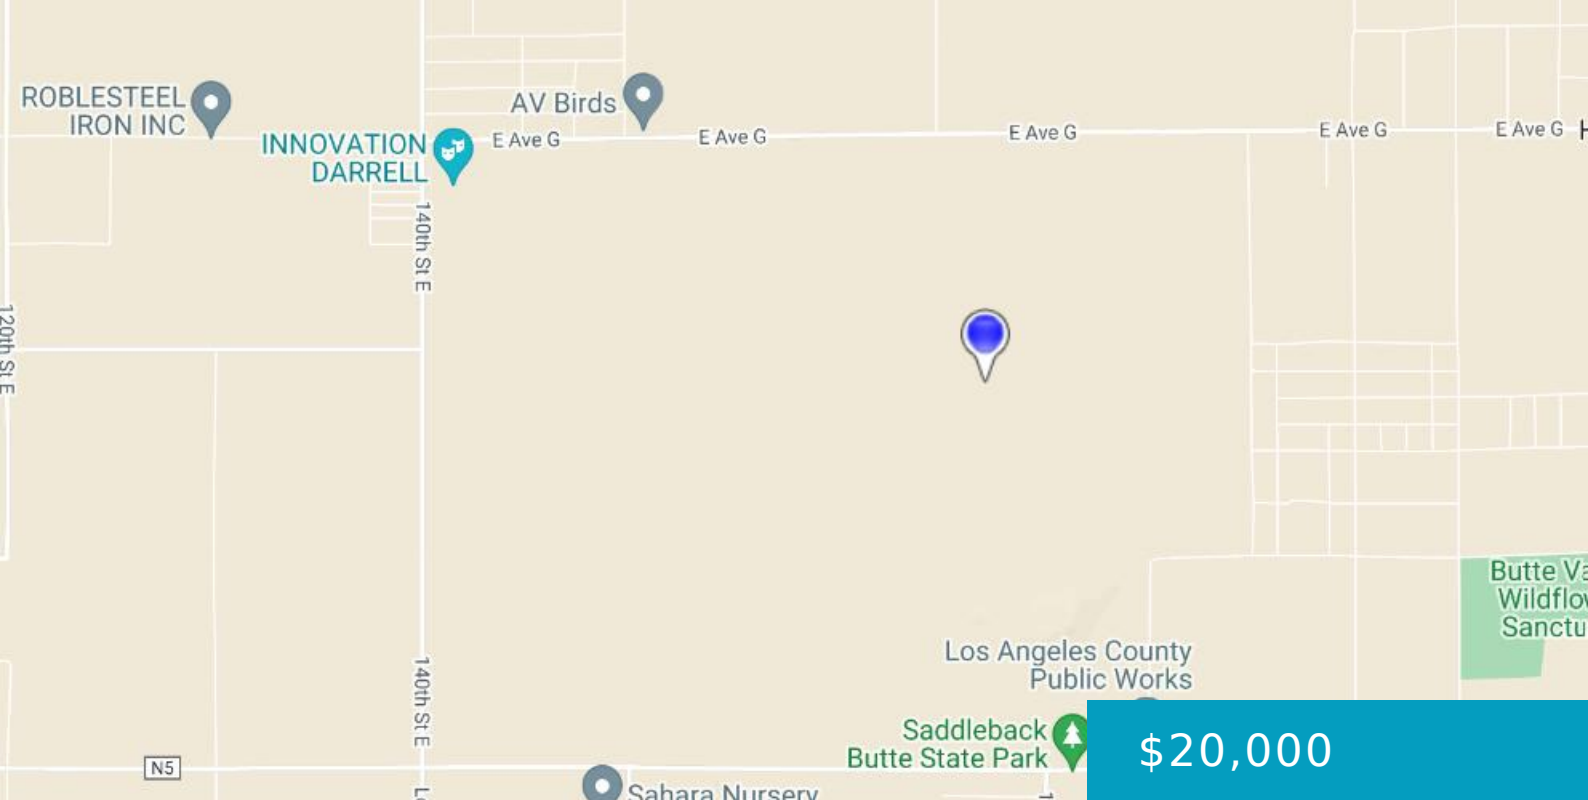 ROBLESTEEL
IRON INC
INNOVATION
DARRELL
AV Birds
E Ave G
E Ave G
E Ave G
E Ave G
E Ave G
140th St E
120th St E
140th St E
N5
Butte Va
Wildflow
Sanctu
Los Angeles County
Public Works
Saddleback
Butte State Park
Sahara Nursery
$20,000